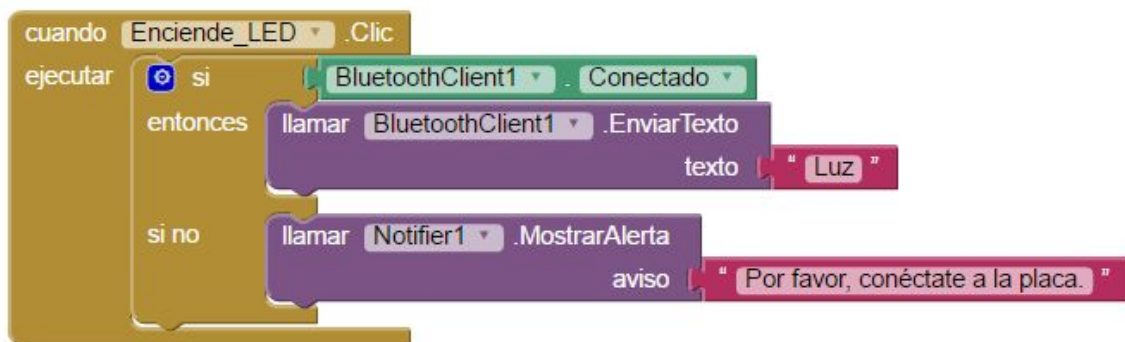 cuando Enciende_LED .Clic
ejecutar si BluetoothClient1 . Conectado
entonces llamar BluetoothClient1 .EnviarTexto
texto " Luz "
si no llamar Notifier1 .MostrarAlerta
aviso " Por favor, conéctate a la placa. "